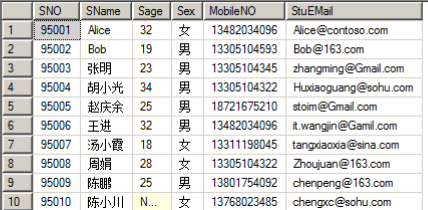 SNO SName Sage Sex MobileNO StuEMail
1 95001 Alice 32 女 13482034096 Alice@contoso.com
2 95002 Bob 19 男 13305104593 Bob@163.com
3 95003 张明 23 男 13305104345 zhangming@Gmail.com
4 95004 胡小光 34 男 13305104322 Huxiaoguang@sohu.com
5 95005 赵庆余 25 男 18721675210 stoim@Gmail.com
6 95006 王进 32 男 13482034096 it.wangjin@Gamil.com
7 95007 汤小霞 18 女 13311198045 tangxiaoxia@sina.com
8 95008 周娟 28 女 13305104322 Zhoujuan@163.com
9 95009 陈鹏 25 男 13801754092 chenpeng@163.com
10 95010 陈小川 N... 女 13768023485 chengxc@sohu.com